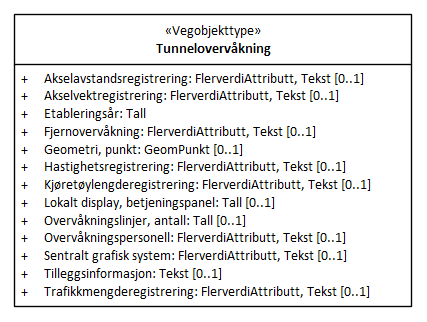 «Vegobjekttype»
Tunnelovervåkning
+ Akselavstandsregistrering: FlerverdiAttributt, Tekst [0..1]
+ Akselvektregistrering: FlerverdiAttributt, Tekst [0..1]
+ Etableringsår: Tall
+ Fjernovervåkning: FlerverdiAttributt, Tekst [0..1]
+ Geometri, punkt: GeomPunkt [0..1]
+ Hastighetsregistrering: FlerverdiAttributt, Tekst [0..1]
+ Kjøretøylengderegistrering: FlerverdiAttributt, Tekst [0..1]
+ Lokalt display, betjeningspanel: Tall [0..1]
+ Overvåkningslinjer, antall: Tall [0..1]
+ Overvåkningspersonell: FlerverdiAttributt, Tekst [0..1]
+ Sentralt grafisk system: FlerverdiAttributt, Tekst [0..1]
+ Tilleggsinformasjon: Tekst [0..1]
+ Trafikkmengderegistrering: FlerverdiAttributt, Tekst [0..1]